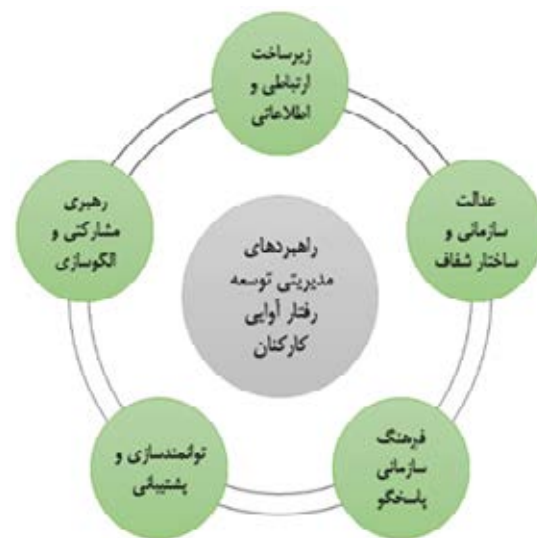 زیرساخت
ارتباطی و
اطلاعاتی
عدالت
سازمانی و
ساختار شفاف
فرهنگ
سازمانی
پاسخگو
توانمندسازی و
پشتیبانی
رهبری
مشارکتی و
الگوسازی
راهبردهای
مدیریتی توسعه
رفتار آوایی
کارکنان